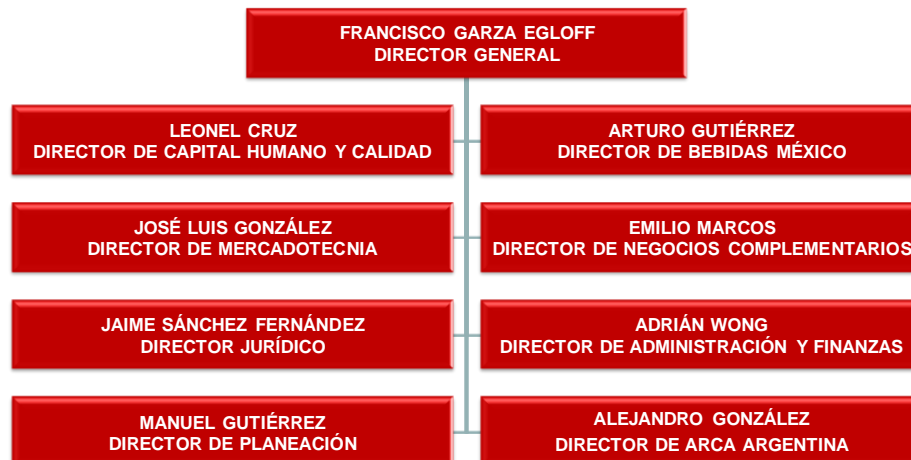 FRANCISCO GARZA EGLOFF
DIRECTOR GENERAL
LEONEL CRUZ
DIRECTOR DE CAPITAL HUMANO Y CALIDAD
ARTURO GUTIÉRREZ
DIRECTOR DE BEBIDAS MÉXICO
JOSÉ LUIS GONZÁLEZ
DIRECTOR DE MERCADOTECNIA
EMILIO MARCOS
DIRECTOR DE NEGOCIOS COMPLEMENTARIOS
JAIME SÁNCHEZ FERNÁNDEZ
DIRECTOR JURÍDICO
ADRIÁN WONG
DIRECTOR DE ADMINISTRACIÓN Y FINANZAS
MANUEL GUTIÉRREZ
DIRECTOR DE PLANEACIÓN
ALEJANDRO GONZÁLEZ
DIRECTOR DE ARCA ARGENTINA